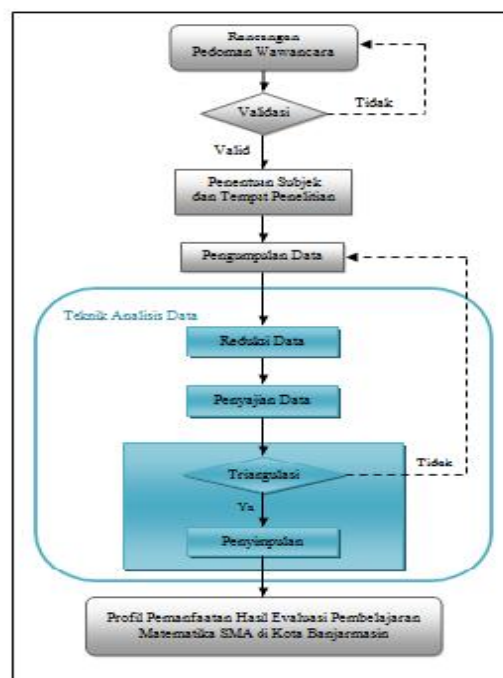 Rancangan
Pedoman Wawancara
Validasi
Tidak
Valid
Penentuan Subjek
dan Tempat Penelitian
Pengumpulan Data
Teknik Analisis Data
Reduksi Data
Penyajian Data
Triangulasi
Tidak
Ya
Penyimpulan
Profil Pemanfaatan Hasil Evaluasi Pembelajaran
Matematika SMA di Kota Banjarmasin